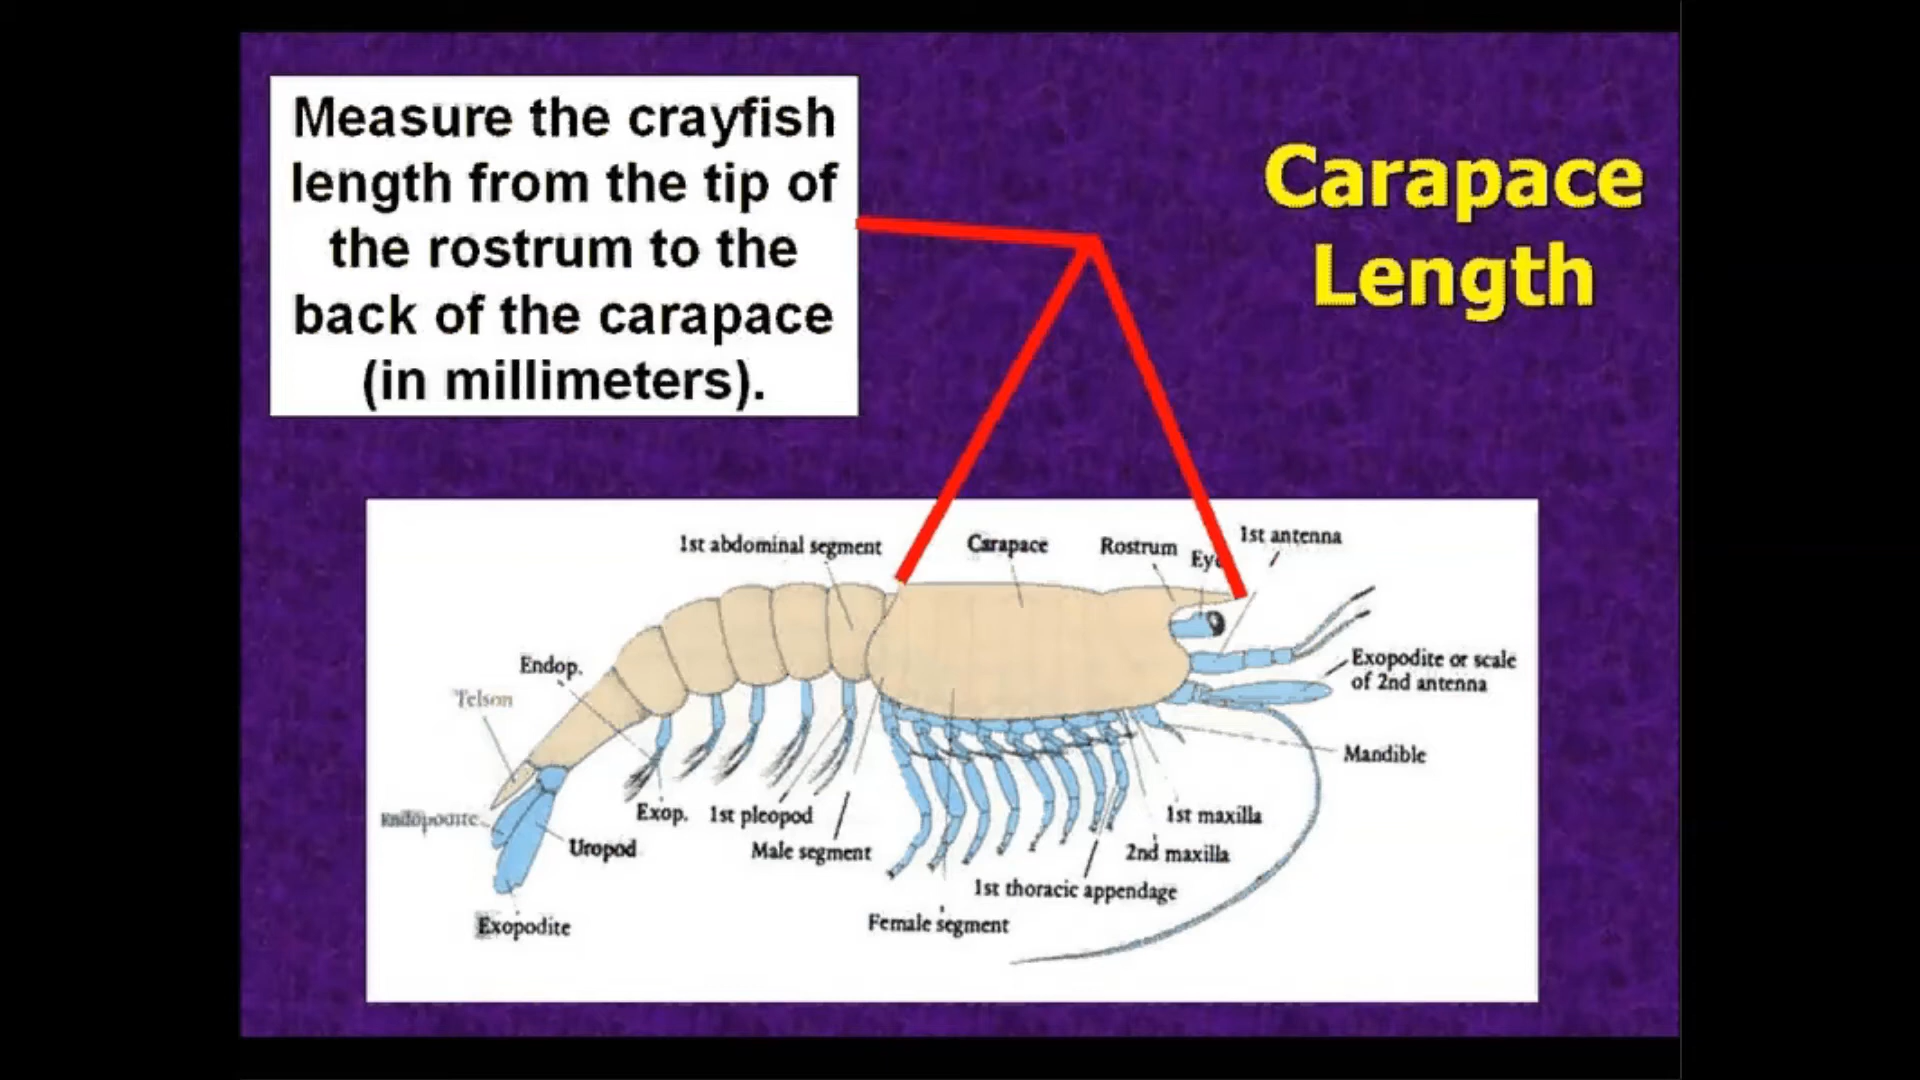 Measure the crayfish
length from the tip of
the rostrum to the
back of the carapace
(in millimeters).
Carapace
Length
1st abdominal segment
Carapace
Rostrum
Eye
1st antenna
Endop.
Telson
Exopodite or scale
of 2nd antenna
Mandible
Endopodite
Uropod
Exopodite
Exop.
1st pleopod
Male segment
1st maxilla
2nd maxilla
1st thoracic appendage
Female segment